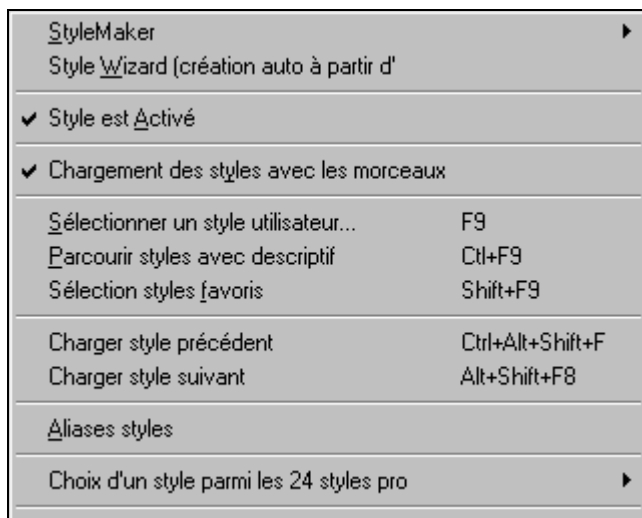 StyleMaker
Style Wizard (création auto à partir d'
Style est Activé
Chargement des styles avec les morceaux
Sélectionner un style utilisateur... F9
Parcourir styles avec descriptif Ctl+F9
Sélection styles favoris Shift+F9
Charger style précédent Ctrl+Alt+Shift+F
Charger style suivant Alt+Shift+F8
Aliases styles
Choix d'un style parmi les 24 styles pro